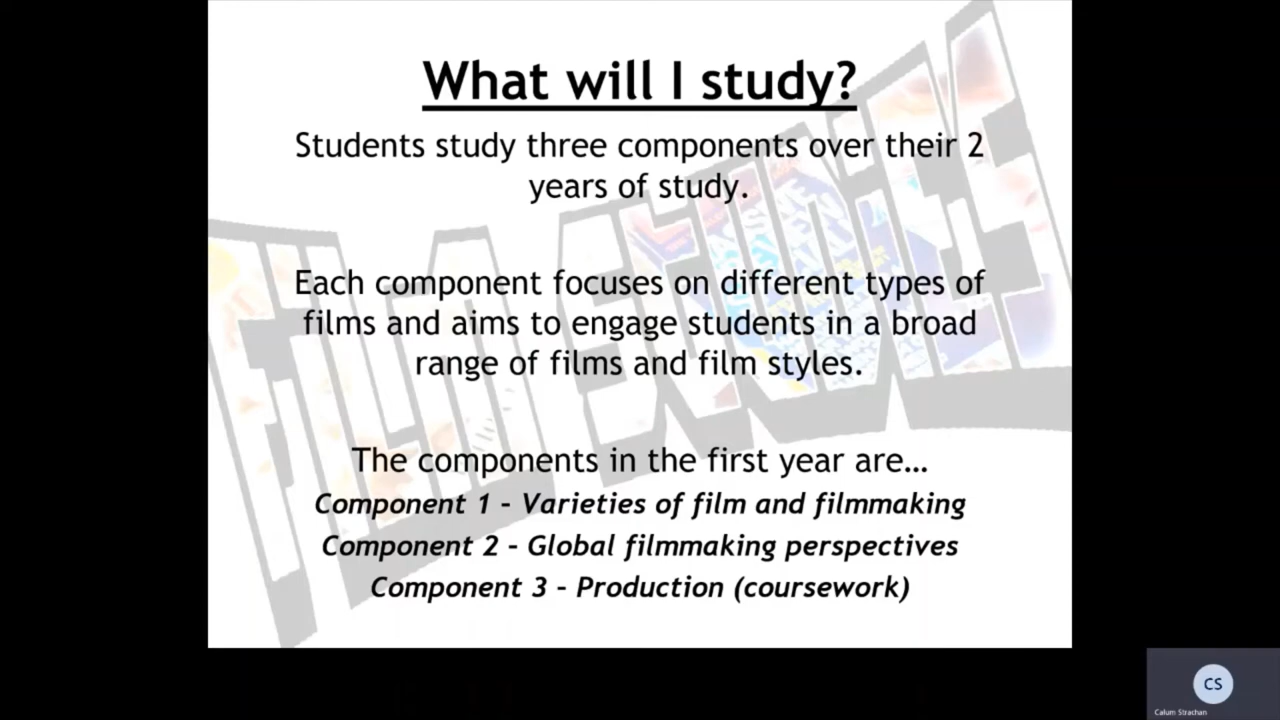 What will I study?
Students study three components over their 2
years of study.
Each component focuses on different types of
films and aims to engage students in a broad
range of films and film styles.
The components in the first year are...
Component 1 - Varieties of film and filmmaking
Component 2 - Global filmmaking perspectives
Component 3 - Production (coursework)
FILM STUDIES
CS
Calum Strachan